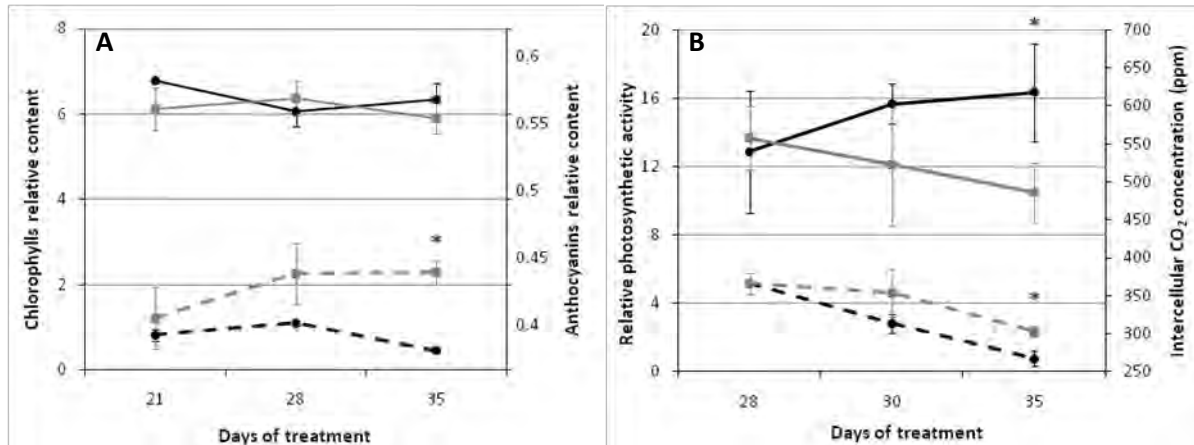 A
Chlorophylls relative content
8
6
4
2
0
0,6
0,55
0,5
0,45
0,4
Anthocyanins relative content
*
21 28 35
Days of treatment
B
Relative photosynthetic activity
20
16
12
8
4
0
700
650
600
550
500
450
400
350
300
250
Intercellular CO₂ concentration (ppm)
*
*
28 30 35
Days of treatment